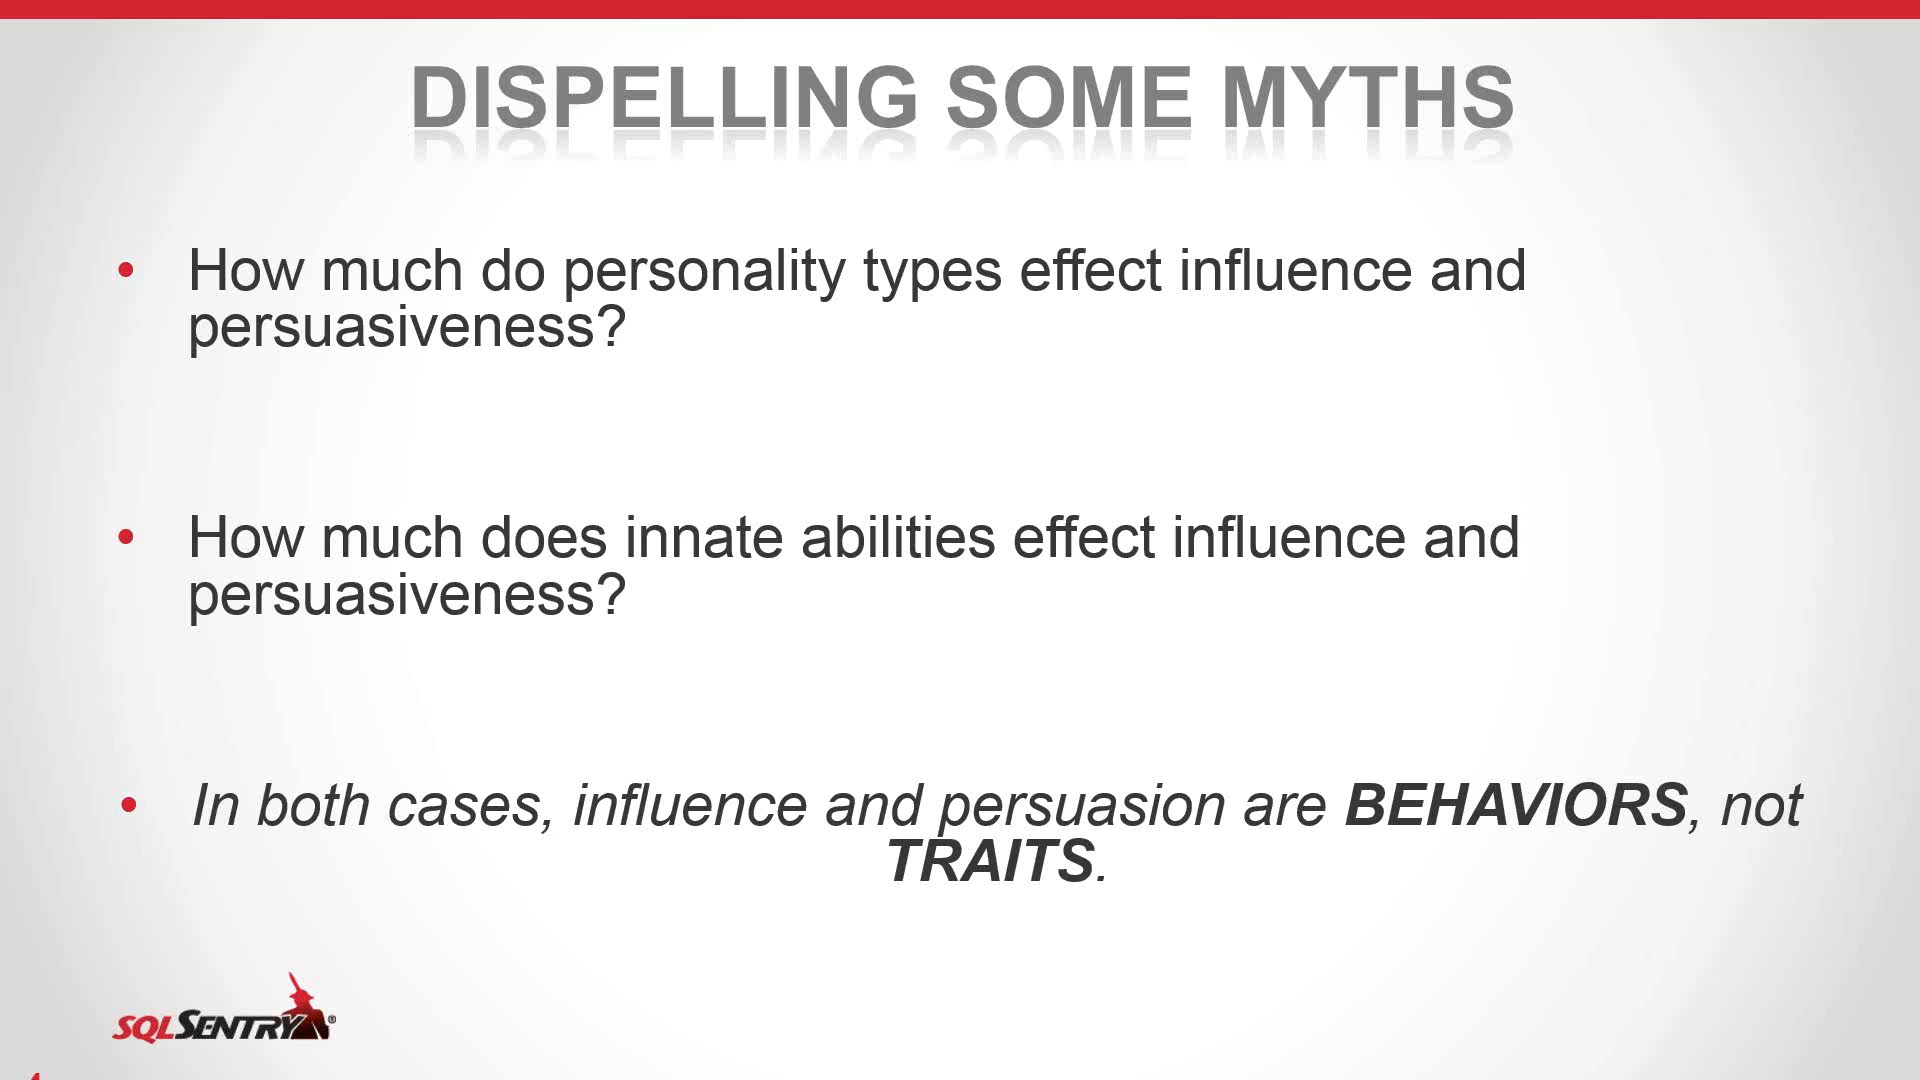 DISPELLING SOME MYTHS
• How much do personality types effect influence and
persuasiveness?
• How much does innate abilities effect influence and
persuasiveness?
• In both cases, influence and persuasion are BEHAVIORS, not
TRAITS.
SQLSENTRY®